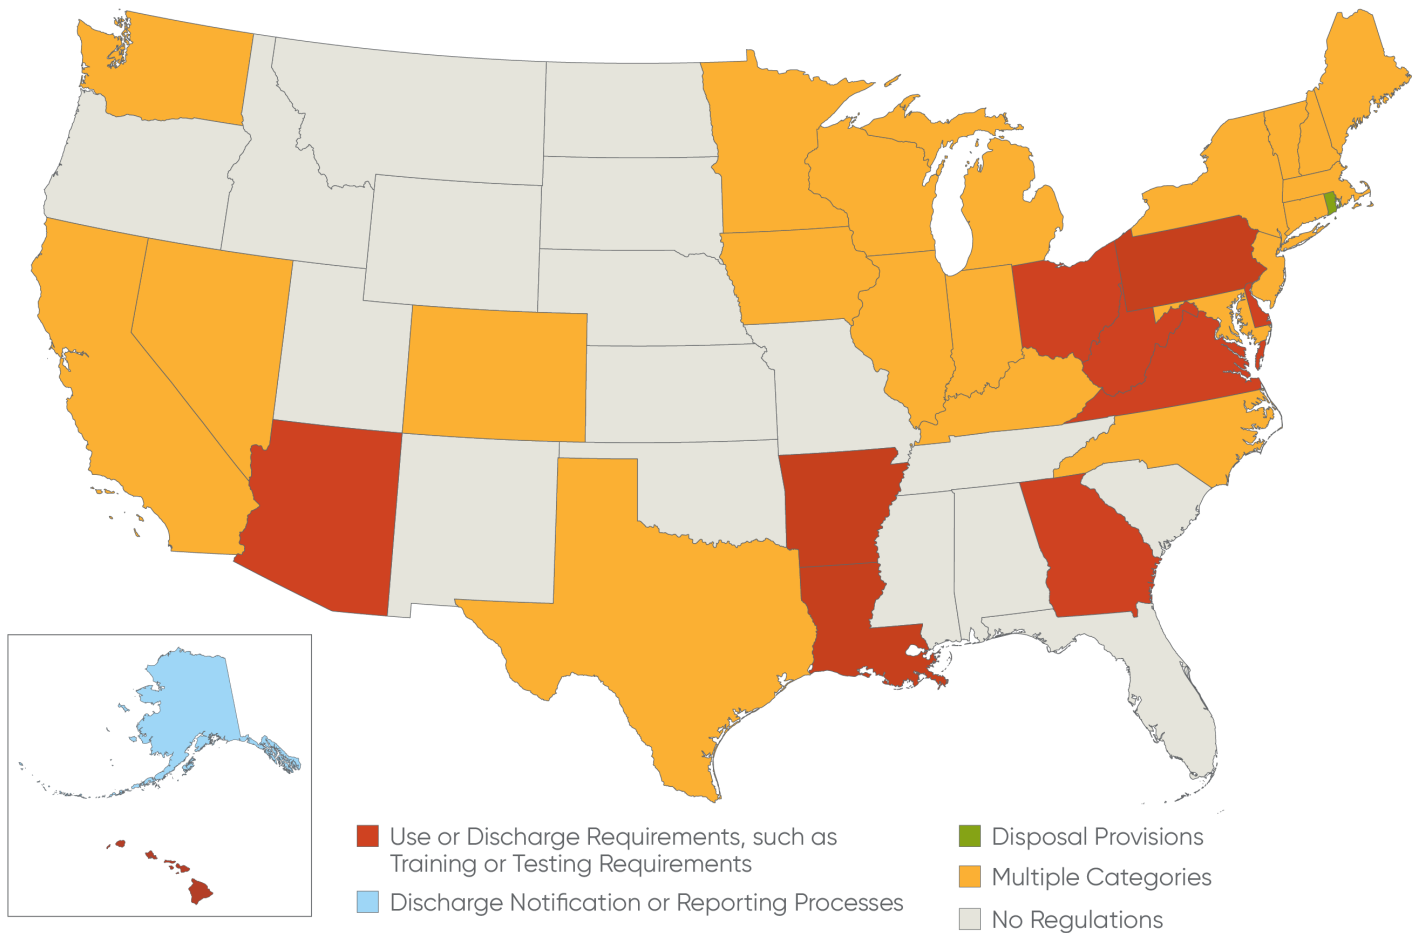 Use or Discharge Requirements, such as
Training or Testing Requirements
Discharge Notification or Reporting Processes
Disposal Provisions
Multiple Categories
No Regulations